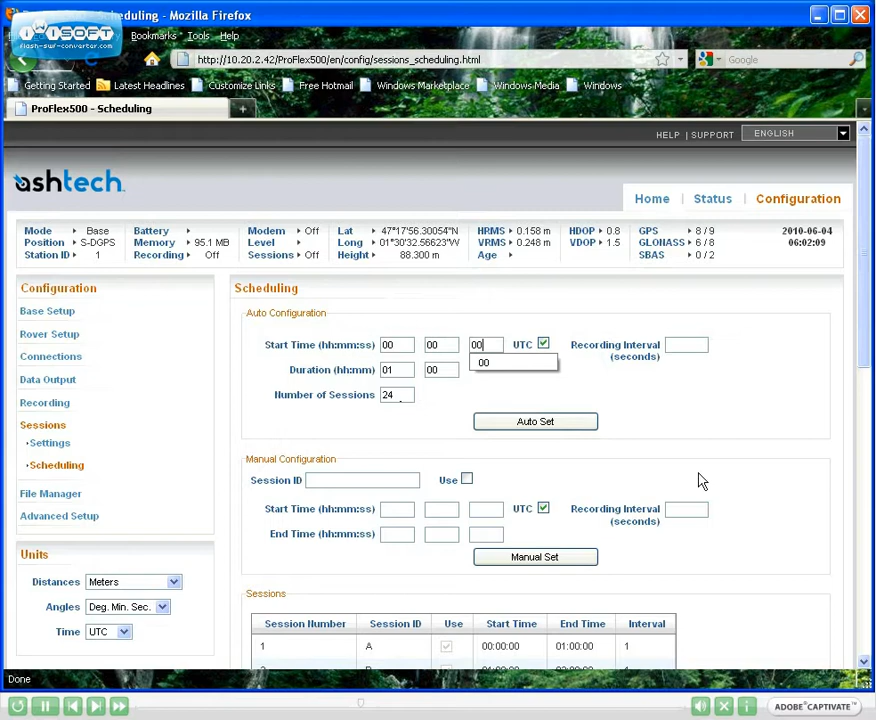 Scheduling - Mozilla Firefox
iWiSOFT
flash-swf-converter.com
Bookmarks Tools Help
http://10.20.2.42/ProFlex500/en/config/sessions_scheduling.html
Google
Getting Started Latest Headlines Customize Links Free Hotmail Windows Marketplace Windows Media Windows
ProFlex500 - Scheduling
HELP | SUPPORT ENGLISH
ashtech.
Home Status Configuration
Mode Base Battery Modem Off Lat 47°17'56.30054"N HRMS 0.158 m HDOP 0.8 GPS 8 / 9 2010-06-04
Position S-DGPS Memory 95.1 MB Level Long 01°30'32.56623"W VRMS 0.248 m VDOP 1.5 GLONASS 6 / 8 06:02:09
Station ID 1 Recording Off Sessions Off Height 88.300 m Age SBAS 0 / 2
Configuration
Base Setup
Rover Setup
Connections
Data Output
Recording
Sessions
·Settings
·Scheduling
File Manager
Advanced Setup
Units
Distances Meters
Angles Deg. Min. Sec.
Time UTC
Scheduling
Auto Configuration
Start Time (hh:mm:ss) 00 00 00 UTC Recording Interval
(seconds)
00
Duration (hh:mm) 01 00
Number of Sessions 24
Auto Set
Manual Configuration
Session ID Use
Start Time (hh:mm:ss) UTC Recording Interval
(seconds)
End Time (hh:mm:ss)
Manual Set
Sessions
Session Number Session ID Use Start Time End Time Interval
1 A 00:00:00 01:00:00 1
Done
ADOBE® CAPTIVATE™